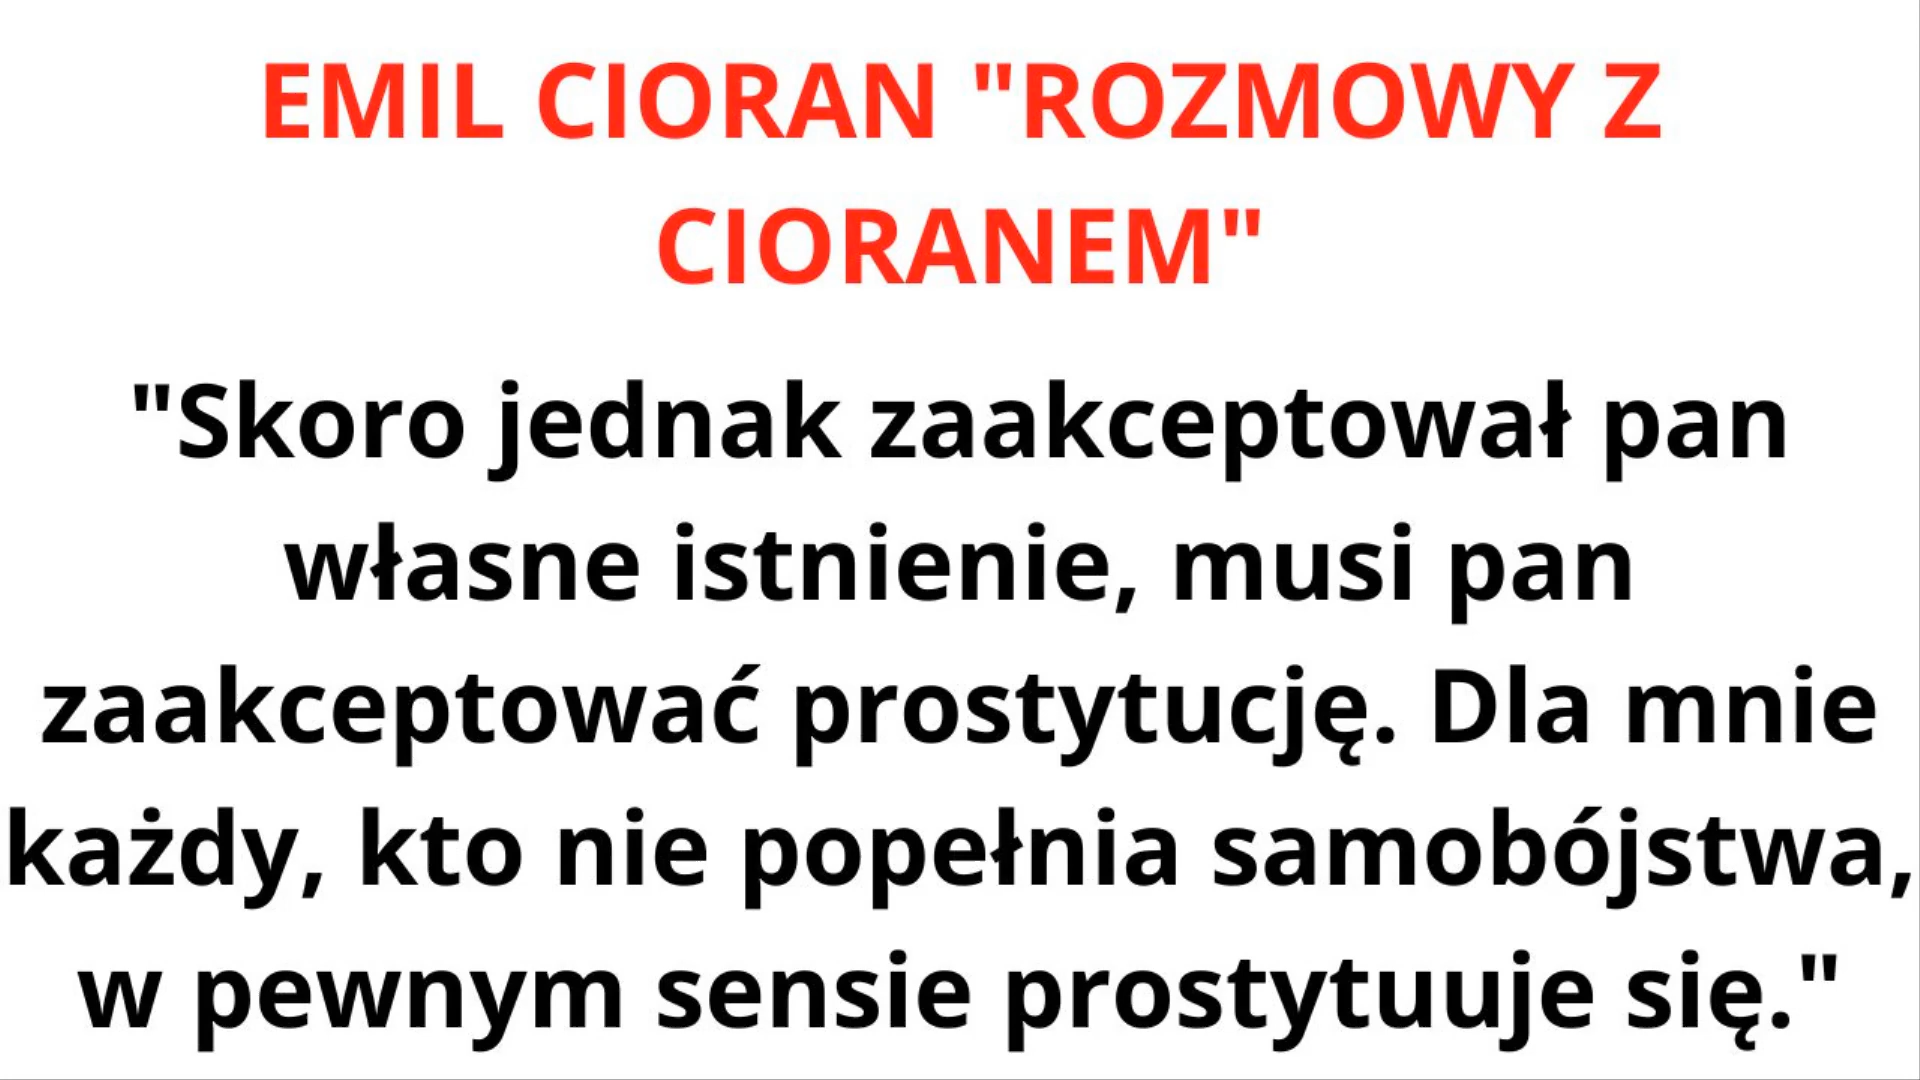 EMIL CIORAN "ROZMOWY Z
CIORANEM"
"Skoro jednak zaakceptował pan
własne istnienie, musi pan
zaakceptować prostytucję. Dla mnie
każdy, kto nie popełnia samobójstwa,
w pewnym sensie prostytuuje się."